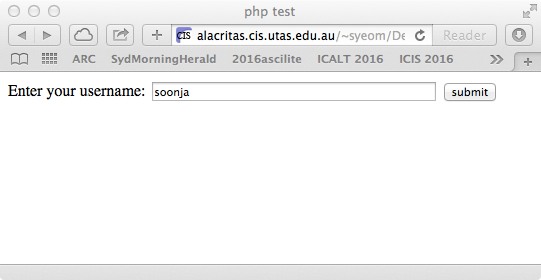 php test
CIS alacritas.cis.utas.edu.au/~syeom/De Reader
ARC SydMorningHerald 2016ascilite ICALT 2016 ICIS 2016
Enter your username: soonja submit